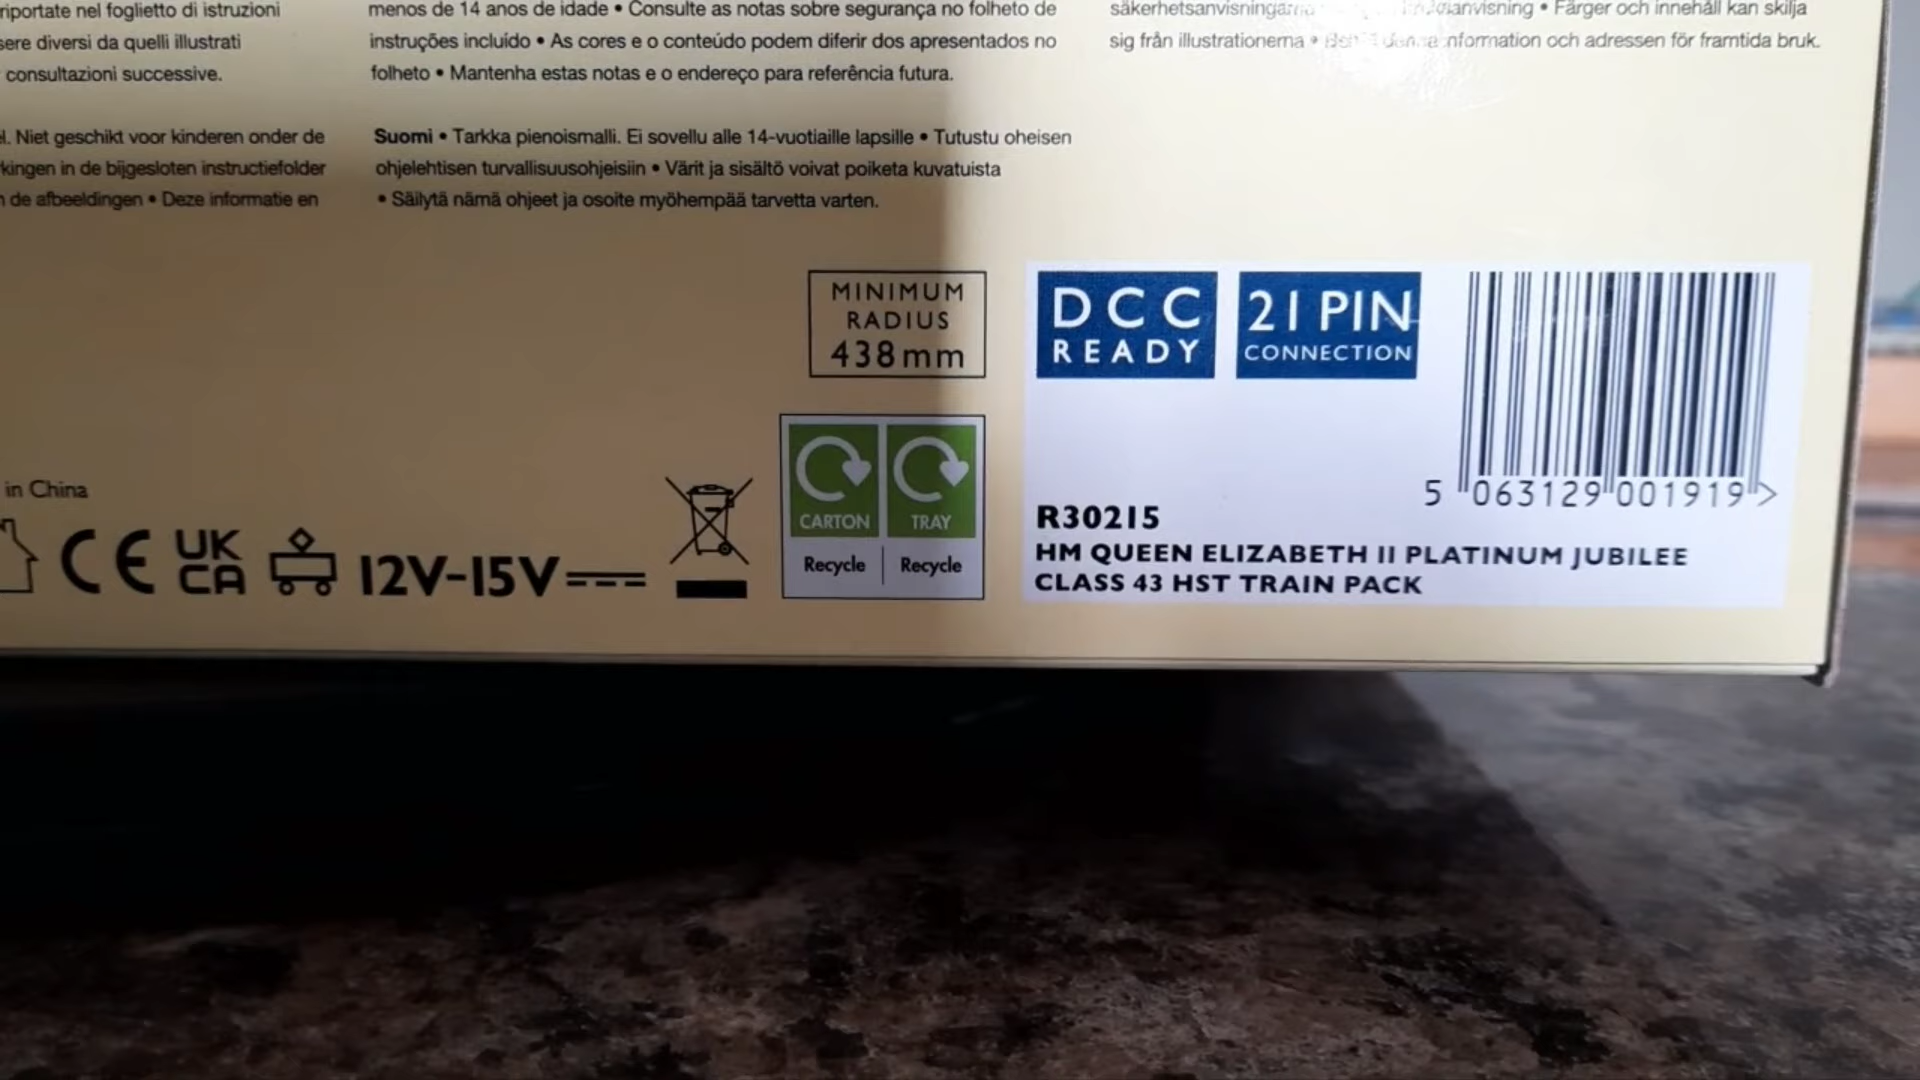 riportate nel foglietto di istruzioni
sere diversi da quelli illustrati
consultazioni successive.
menos de 14 anos de idade • Consulte as notas sobre segurança no folheto de
instruções incluído • As cores e o conteúdo podem diferir dos apresentados no
folheto • Mantenha estas notas e o endereço para referência futura.
säkerhetsanvisningarna • Färger och innehåll kan skilja
sig från illustrationerna • information och adressen för framtida bruk.
el. Niet geschikt voor kinderen onder de
kingen in de bijgesloten instructiefolder
de afbeeldingen • Deze informatie en
Suomi • Tarkka pienoismalli. Ei sovellu alle 14-vuotiaille lapsille • Tutustu oheisen
ohjelehtisen turvallisuusohjeisiin • Värit ja sisältö voivat poiketa kuvatuista
• Säilytä nämä ohjeet ja osoite myöhempää tarvetta varten.
MINIMUM
RADIUS
438mm
DCC
READY
21 PIN
CONNECTION
5 063129 001919 >
in China
CE UK
CA
12V-15V
CARTON TRAY
Recycle Recycle
R30215
HM QUEEN ELIZABETH II PLATINUM JUBILEE
CLASS 43 HST TRAIN PACK